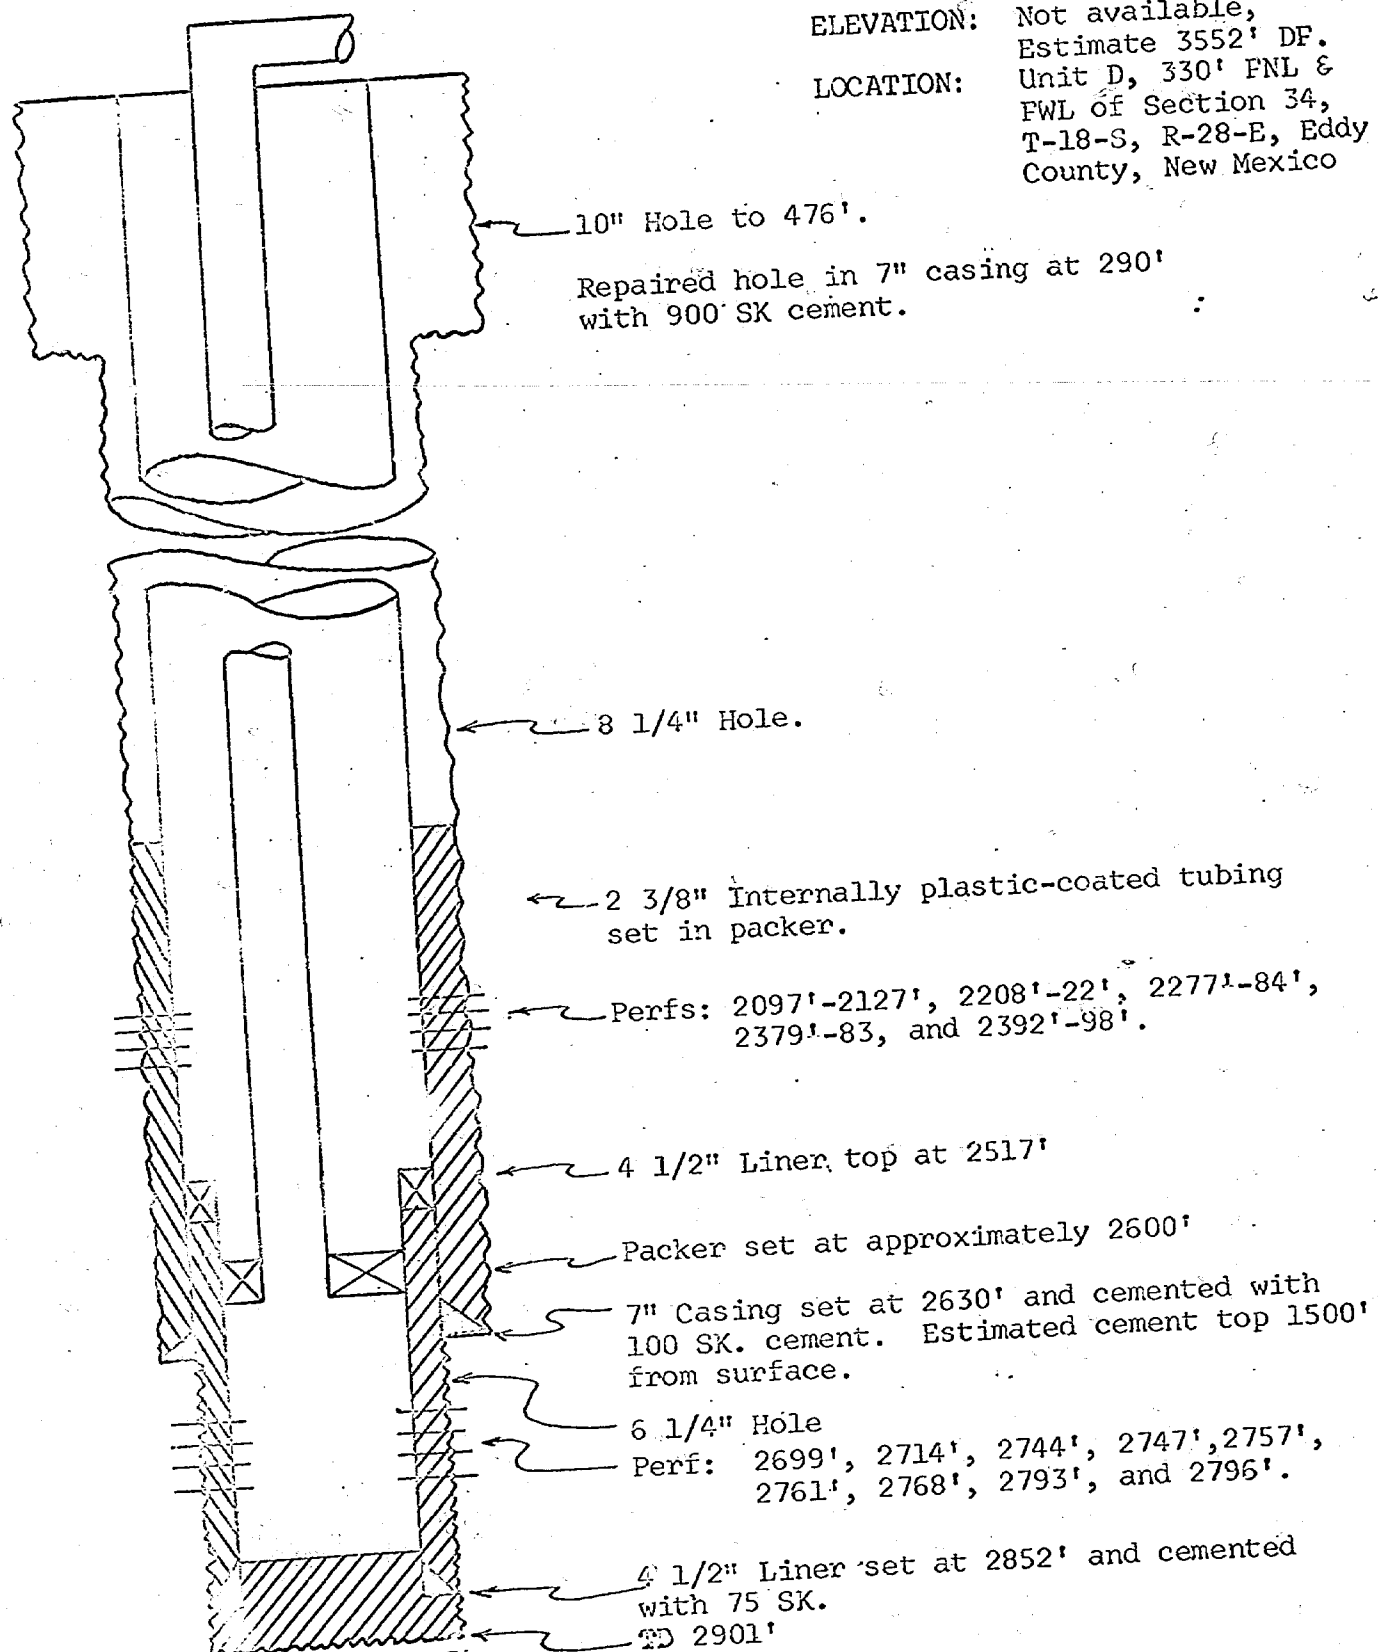 ELEVATION: Not available,
Estimate 3552' DF.
LOCATION: Unit D, 330' FNL &
FWL of Section 34,
T-18-S, R-28-E, Eddy
County, New Mexico
10" Hole to 476'.
Repaired hole in 7" casing at 290'
with 900 SK cement.
8 1/4" Hole.
2 3/8" Internally plastic-coated tubing
set in packer.
Perfs: 2097'-2127', 2208'-22', 2277'-84',
2379'-83, and 2392'-98'.
4 1/2" Liner top at 2517'
Packer set at approximately 2600'
7" Casing set at 2630' and cemented with
100 SK. cement. Estimated cement top 1500'
from surface.
6 1/4" Hole
Perf: 2699', 2714', 2744', 2747',2757',
2761', 2768', 2793', and 2796'.
4 1/2" Liner set at 2852' and cemented
with 75 SK.
TD 2901'